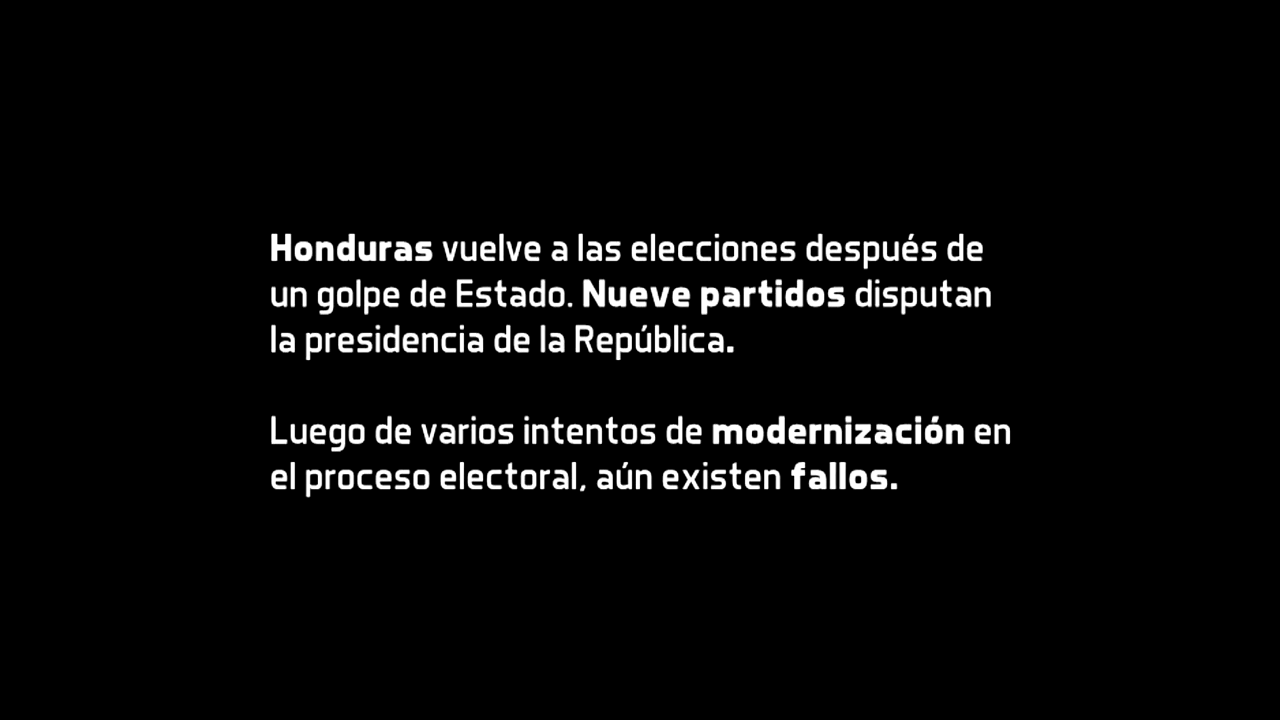 Honduras vuelve a las elecciones después de
un golpe de Estado. Nueve partidos disputan
la presidencia de la República.
Luego de varios intentos de modernización en
el proceso electoral, aún existen fallos.